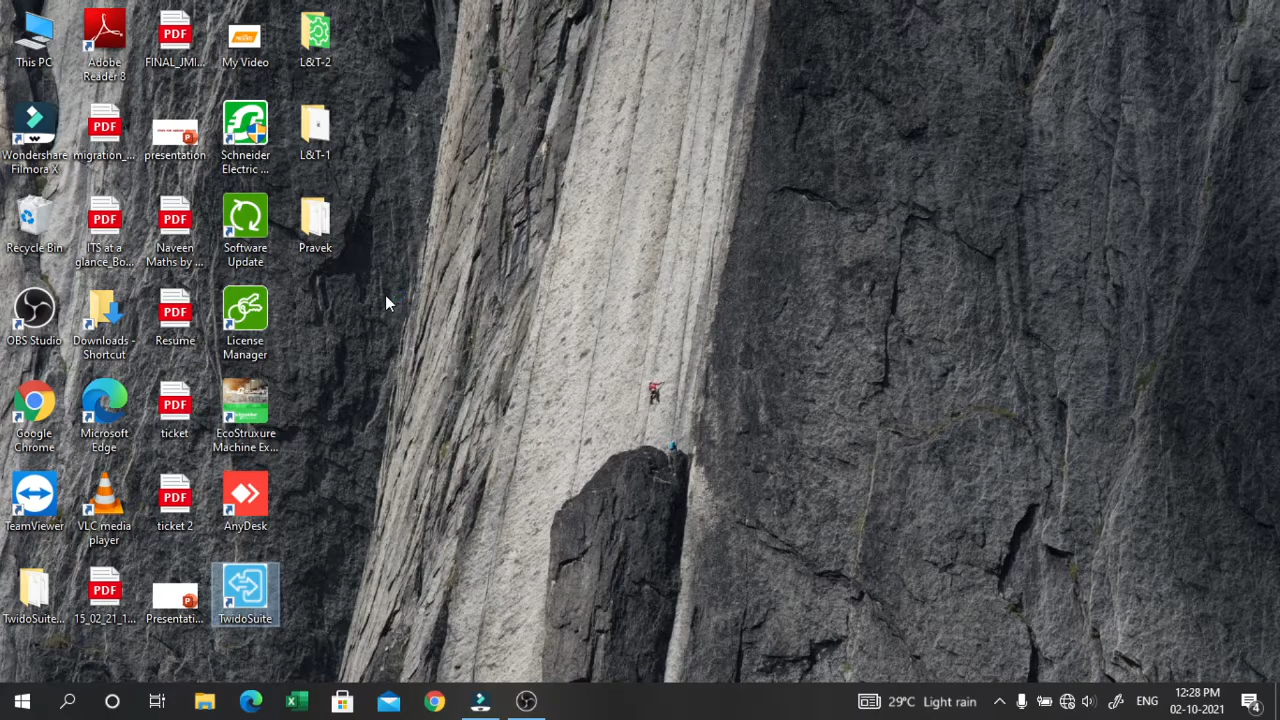 This PC
Adobe
Reader 8
FINAL_JMI...
My Video
L&T-2
Wondershare
Filmora X
migration_...
presentation
Schneider
Electric ...
L&T-1
Recycle Bin
ITS at a
glance_Bo...
Naveen
Maths by ...
Software
Update
Pravek
OBS Studio
Downloads -
Shortcut
Resume
License
Manager
Google
Chrome
Microsoft
Edge
ticket
EcoStruxure
Machine Ex...
TeamViewer
VLC media
player
ticket 2
AnyDesk
TwidoSuite...
15_02_21_1...
Presentati...
TwidoSuite
PDF
PDF
PDF
PDF
PDF
PDF
PDF
PDF
PDF
29°C Light rain
ENG
12:28 PM
02-10-2021
4